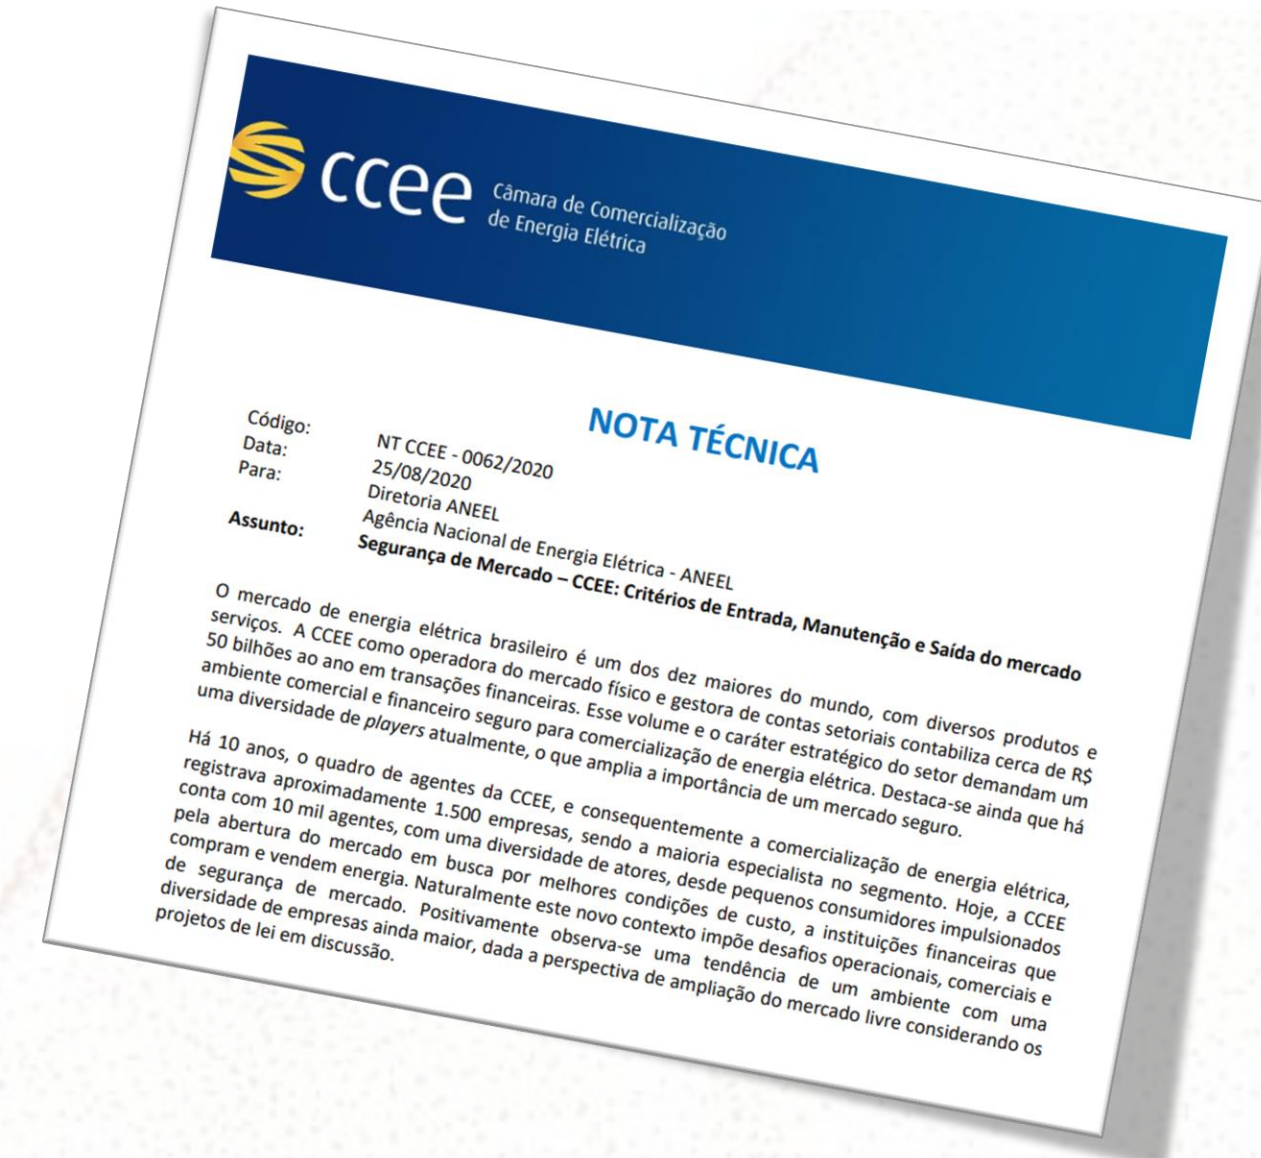 ccee
Câmara de Comercialização
de Energia Elétrica
NOTA TÉCNICA
Código: NT CCEE - 0062/2020
Data: 25/08/2020
Para: Diretoria ANEEL
Agência Nacional de Energia Elétrica - ANEEL
Assunto: Segurança de Mercado – CCEE: Critérios de Entrada, Manutenção e Saída do mercado
O mercado de energia elétrica brasileiro é um dos dez maiores do mundo, com diversos produtos e
serviços. A CCEE como operadora do mercado físico e gestora de contas setoriais contabiliza cerca de R$
50 bilhões ao ano em transações financeiras. Esse volume e o caráter estratégico do setor demandam um
ambiente comercial e financeiro seguro para comercialização de energia elétrica. Destaca-se ainda que há
uma diversidade de players atualmente, o que amplia a importância de um mercado seguro.
Há 10 anos, o quadro de agentes da CCEE, e consequentemente a comercialização de energia elétrica,
registrava aproximadamente 1.500 empresas, sendo a maioria especialista no segmento. Hoje, a CCEE
conta com 10 mil agentes, com uma diversidade de atores, desde pequenos consumidores impulsionados
pela abertura do mercado em busca por melhores condições de custo, a instituições financeiras que
compram e vendem energia. Naturalmente este novo contexto impõe desafios operacionais, comerciais e
de segurança de mercado. Positivamente observa-se uma tendência de um ambiente com uma
diversidade de empresas ainda maior, dada a perspectiva de ampliação do mercado livre considerando os
projetos de lei em discussão.